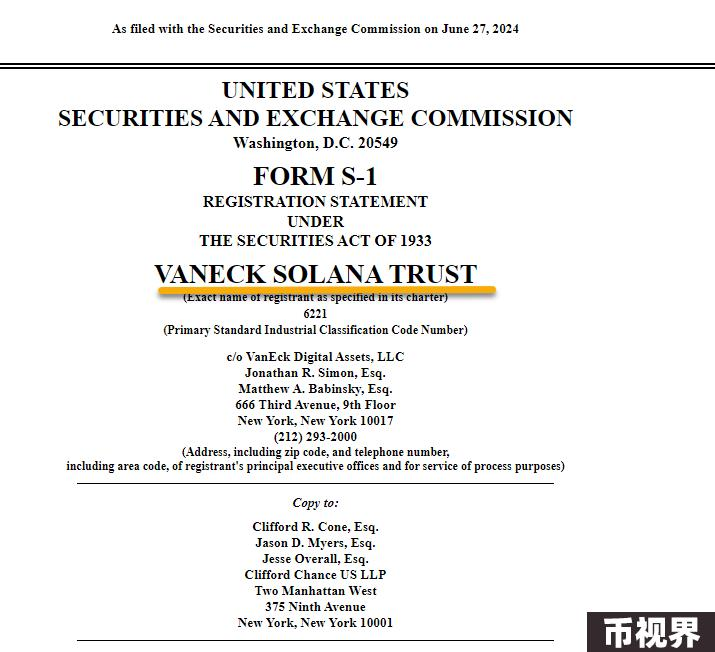 As filed with the Securities and Exchange Commission on June 27, 2024
UNITED STATES
SECURITIES AND EXCHANGE COMMISSION
Washington, D.C. 20549
FORM S-1
REGISTRATION STATEMENT
UNDER
THE SECURITIES ACT OF 1933
VANECK SOLANA TRUST
(Exact name of registrant as specified in its charter)
6221
(Primary Standard Industrial Classification Code Number)
c/o VanEck Digital Assets, LLC
Jonathan R. Simon, Esq.
Matthew A. Babinsky, Esq.
666 Third Avenue, 9th Floor
New York, New York 10017
(212) 293-2000
(Address, including zip code, and telephone number,
including area code, of registrant's principal executive offices and for service of process purposes)
Copy to:
Clifford R. Cone, Esq.
Jason D. Myers, Esq.
Jesse Overall, Esq.
Clifford Chance US LLP
Two Manhattan West
375 Ninth Avenue
New York, New York 10001
币视界